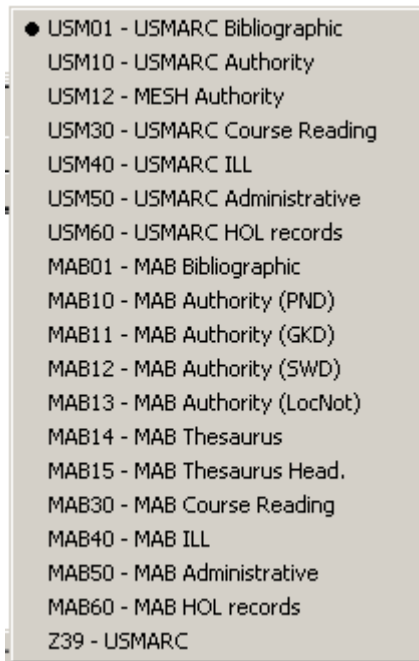 USM01 - USMARC Bibliographic
USM10 - USMARC Authority
USM12 - MESH Authority
USM30 - USMARC Course Reading
USM40 - USMARC ILL
USM50 - USMARC Administrative
USM60 - USMARC HOL records
MAB01 - MAB Bibliographic
MAB10 - MAB Authority (PND)
MAB11 - MAB Authority (GKD)
MAB12 - MAB Authority (SWD)
MAB13 - MAB Authority (LocNot)
MAB14 - MAB Thesaurus
MAB15 - MAB Thesaurus Head.
MAB30 - MAB Course Reading
MAB40 - MAB ILL
MAB50 - MAB Administrative
MAB60 - MAB HOL records
Z39 - USMARC